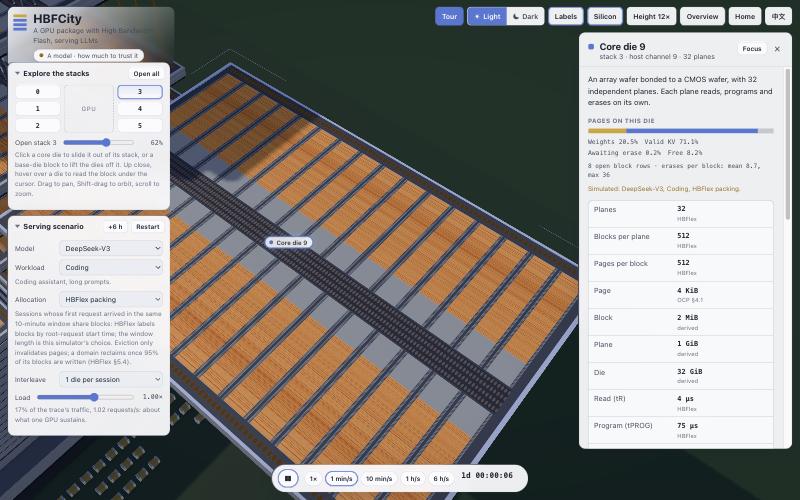 HBFCity
A GPU package with High Bandwidth
Flash, serving LLMs
A model · how much to trust it
Tour
Light
Dark
Labels
Silicon
Height 12×
Overview
Home
中文
Explore the stacks
Open all
0
3
1
GPU
4
2
5
Open stack 3
62%
Click a core die to slide it out of its stack, or a
base-die block to lift the dies off it. Up close,
hover over a die to read the block under the
cursor. Drag to pan, Shift-drag to orbit, scroll to
zoom.
Serving scenario
+6 h
Restart
Model
DeepSeek-V3
Workload
Coding
Coding assistant, long prompts.
Allocation
HBFlex packing
Sessions whose first request arrived in the same
10-minute window share blocks: HBFlex labels
blocks by root-request start time; the window
length is this simulator's choice. Eviction only
invalidates pages; a domain reclaims once 95%
of its blocks are written (HBFlex §5.4).
Interleave
1 die per session
Load
1.00×
17% of the trace's traffic, 1.02 requests/s: about
what one GPU sustains.
Core die 9
Core die 9
stack 3 · host channel 9 · 32 planes
Focus
×
An array wafer bonded to a CMOS wafer, with 32
independent planes. Each plane reads, programs and
erases on its own.
PAGES ON THIS DIE
Weights 20.5% Valid KV 71.1%
Awaiting erase 0.2% Free 8.2%
8 open block rows · erases per block: mean 8.7,
max 36
Simulated: DeepSeek-V3, Coding, HBFlex packing.
Planes
32
HBFlex
Blocks per plane
512
HBFlex
Pages per block
512
HBFlex
Page
4 KiB
OCP §4.1
Block
2 MiB
derived
Plane
1 GiB
derived
Die
32 GiB
derived
Read (tR)
4 µs
HBFlex
Program (tPROG)
75 µs
HBFlex
1×
1 min/s
10 min/s
1 h/s
6 h/s
1d 00:00:06